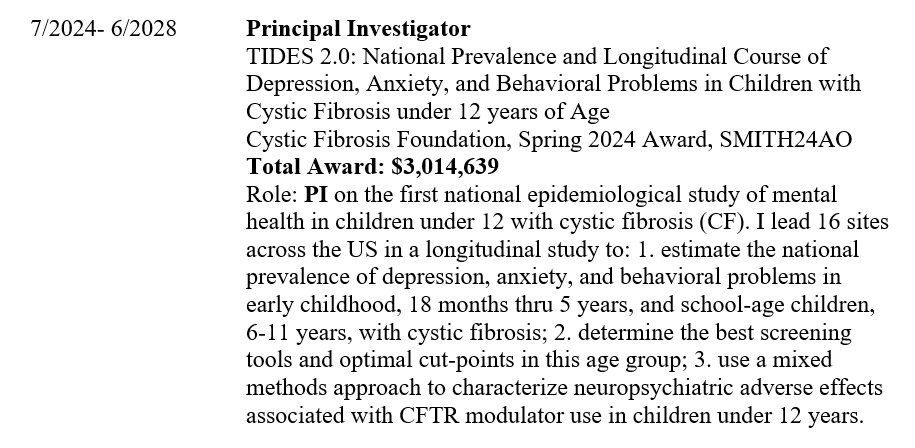 7/2024- 6/2028
Principal Investigator
TIDES 2.0: National Prevalence and Longitudinal Course of
Depression, Anxiety, and Behavioral Problems in Children with
Cystic Fibrosis under 12 years of Age
Cystic Fibrosis Foundation, Spring 2024 Award, SMITH24AO
Total Award: $3,014,639
Role: PI on the first national epidemiological study of mental
health in children under 12 with cystic fibrosis (CF). I lead 16 sites
across the US in a longitudinal study to: 1. estimate the national
prevalence of depression, anxiety, and behavioral problems in
early childhood, 18 months thru 5 years, and school-age children,
6-11 years, with cystic fibrosis; 2. determine the best screening
tools and optimal cut-points in this age group; 3. use a mixed
methods approach to characterize neuropsychiatric adverse effects
associated with CFTR modulator use in children under 12 years.